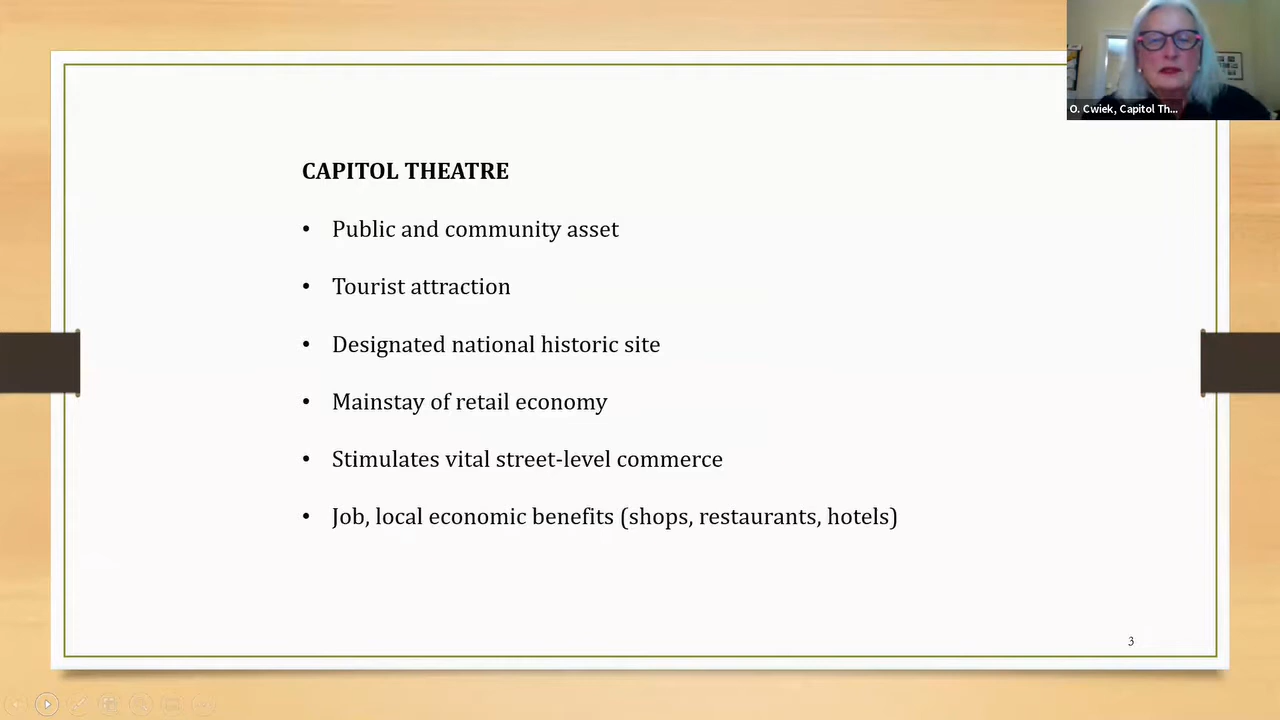 O. Cwiek, Capitol Th...
CAPITOL THEATRE
• Public and community asset
• Tourist attraction
• Designated national historic site
• Mainstay of retail economy
• Stimulates vital street-level commerce
• Job, local economic benefits (shops, restaurants, hotels)
3